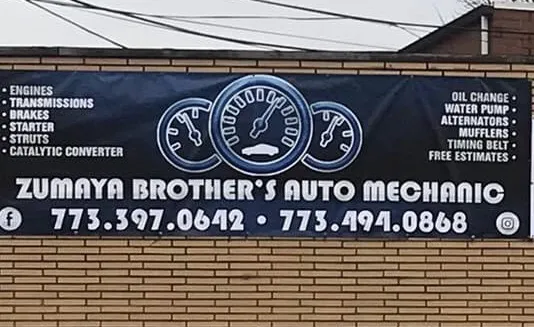 • ENGINES
• TRANSMISSIONS
• BRAKES
• STARTER
• STRUTS
• CATALYTIC CONVERTER
OIL CHANGE •
WATER PUMP •
ALTERNATORS •
MUFFLERS •
TIMING BELT •
FREE ESTIMATES •
ZUMAYA BROTHER'S AUTO MECHANIC
f 773.397.0642 • 773.494.0868